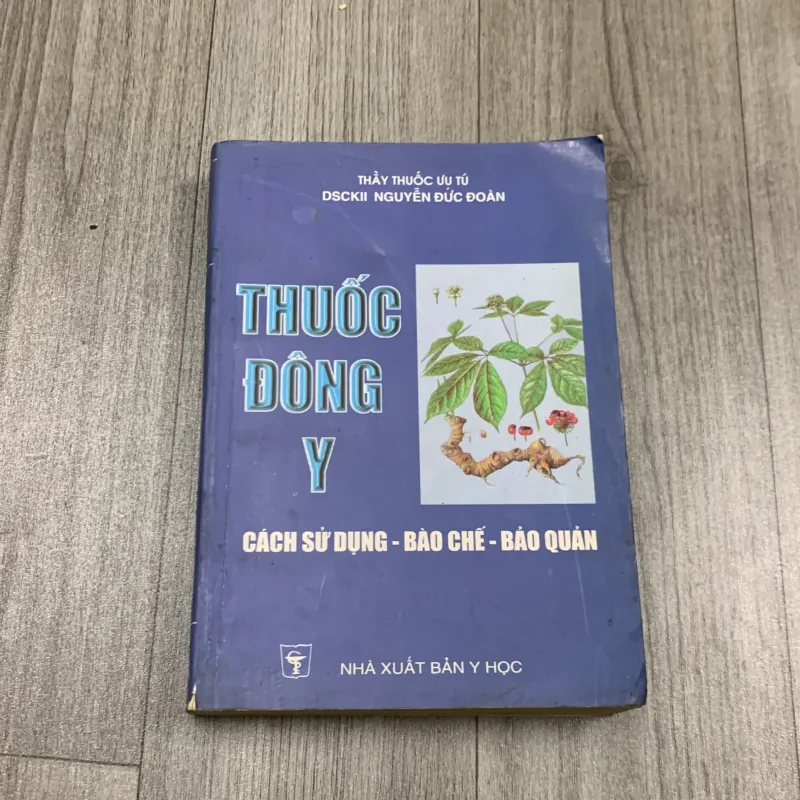 THẦY THUỐC ƯU TÚ
DSCKII NGUYỄN ĐỨC ĐOÀN
THUỐC
ĐÔNG
Y
CÁCH SỬ DỤNG - BÀO CHẾ - BẢO QUẢN
NHÀ XUẤT BẢN Y HỌC